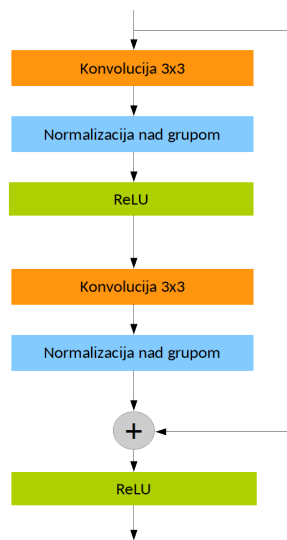 Konvolucija 3x3
Normalizacija nad grupom
ReLU
Konvolucija 3x3
Normalizacija nad grupom
+
ReLU